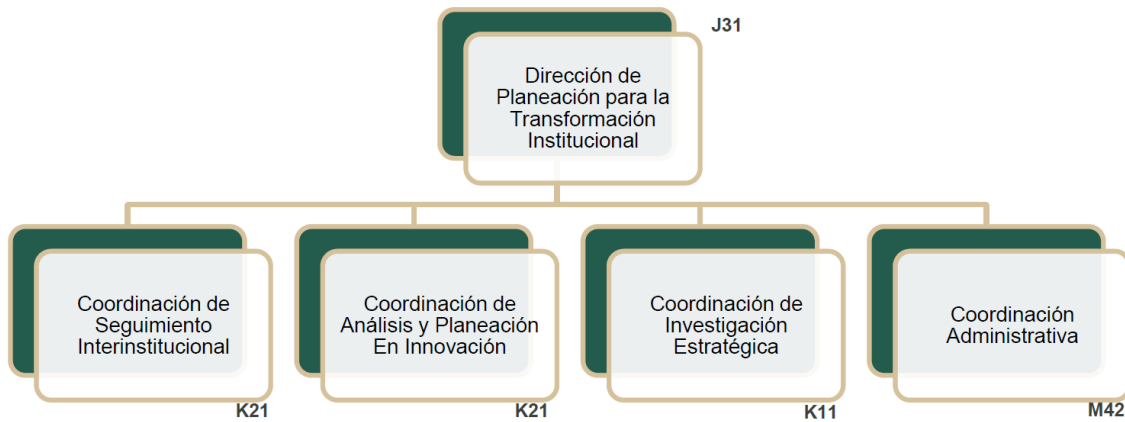 J31
Dirección de
Planeación para la
Transformación
Institucional
Coordinación de
Seguimiento
Interinstitucional
K21
Coordinación de
Análisis y Planeación
En Innovación
K21
Coordinación de
Investigación
Estratégica
K11
Coordinación
Administrativa
M42